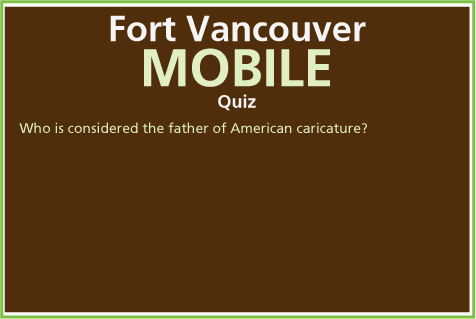 Fort Vancouver
MOBILE
Quiz
Who is considered the father of American caricature?